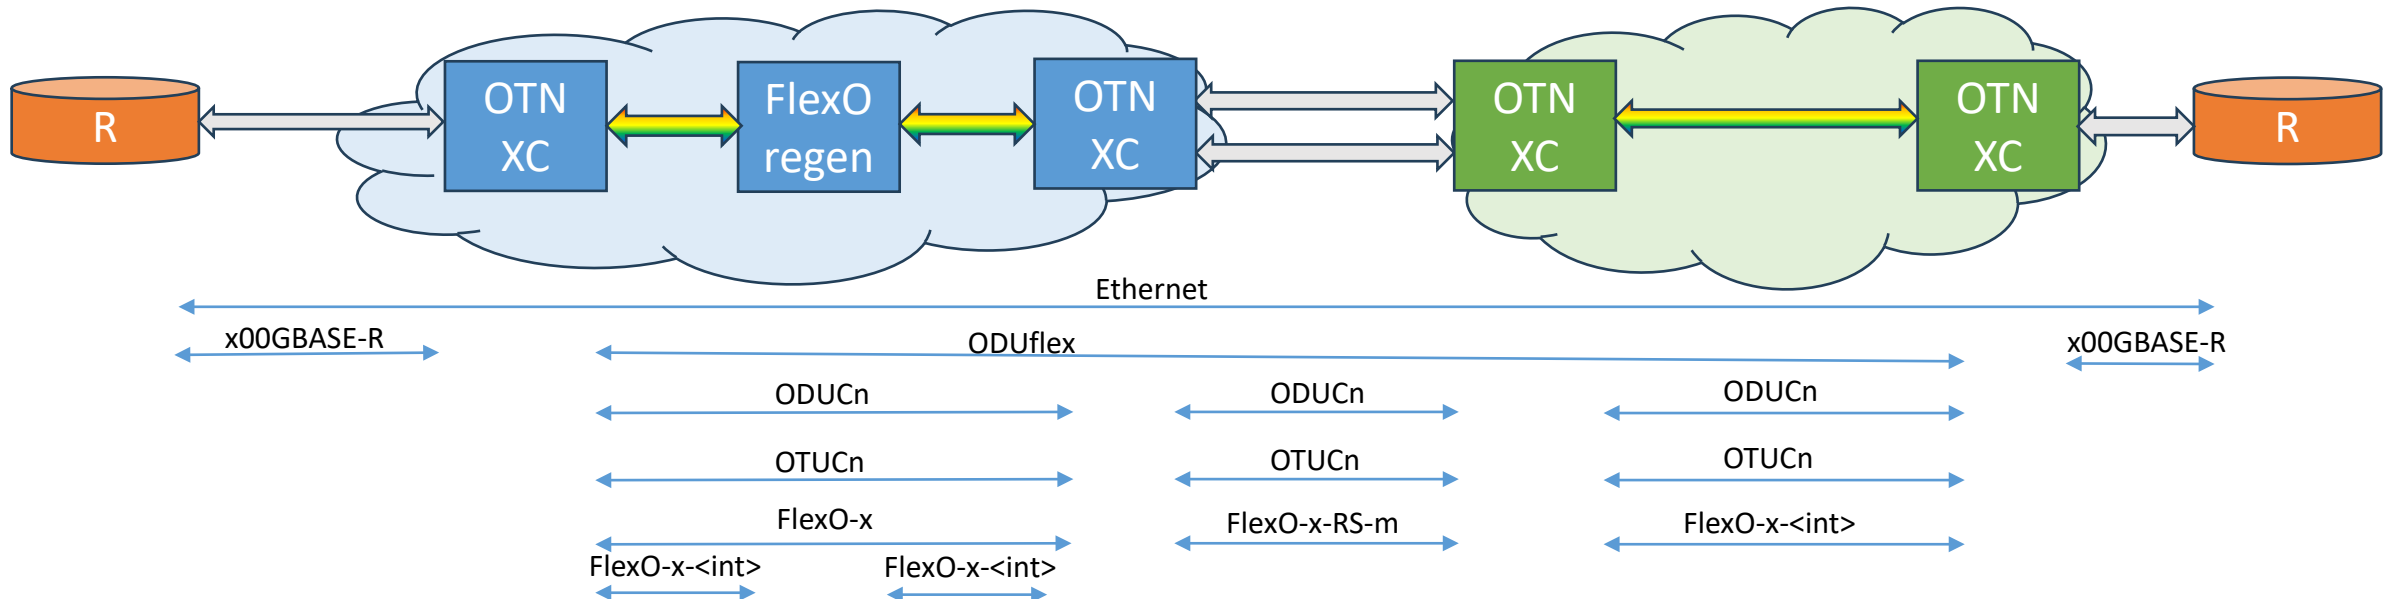 R
OTN
XC
FlexO
regen
OTN
XC
OTN
XC
OTN
XC
R
Ethernet
x00GBASE-R
ODUflex
x00GBASE-R
ODUCn
ODUCn
ODUCn
OTUCn
OTUCn
OTUCn
FlexO-x
FlexO-x-RS-m
FlexO-x-<int>
FlexO-x-<int>
FlexO-x-<int>